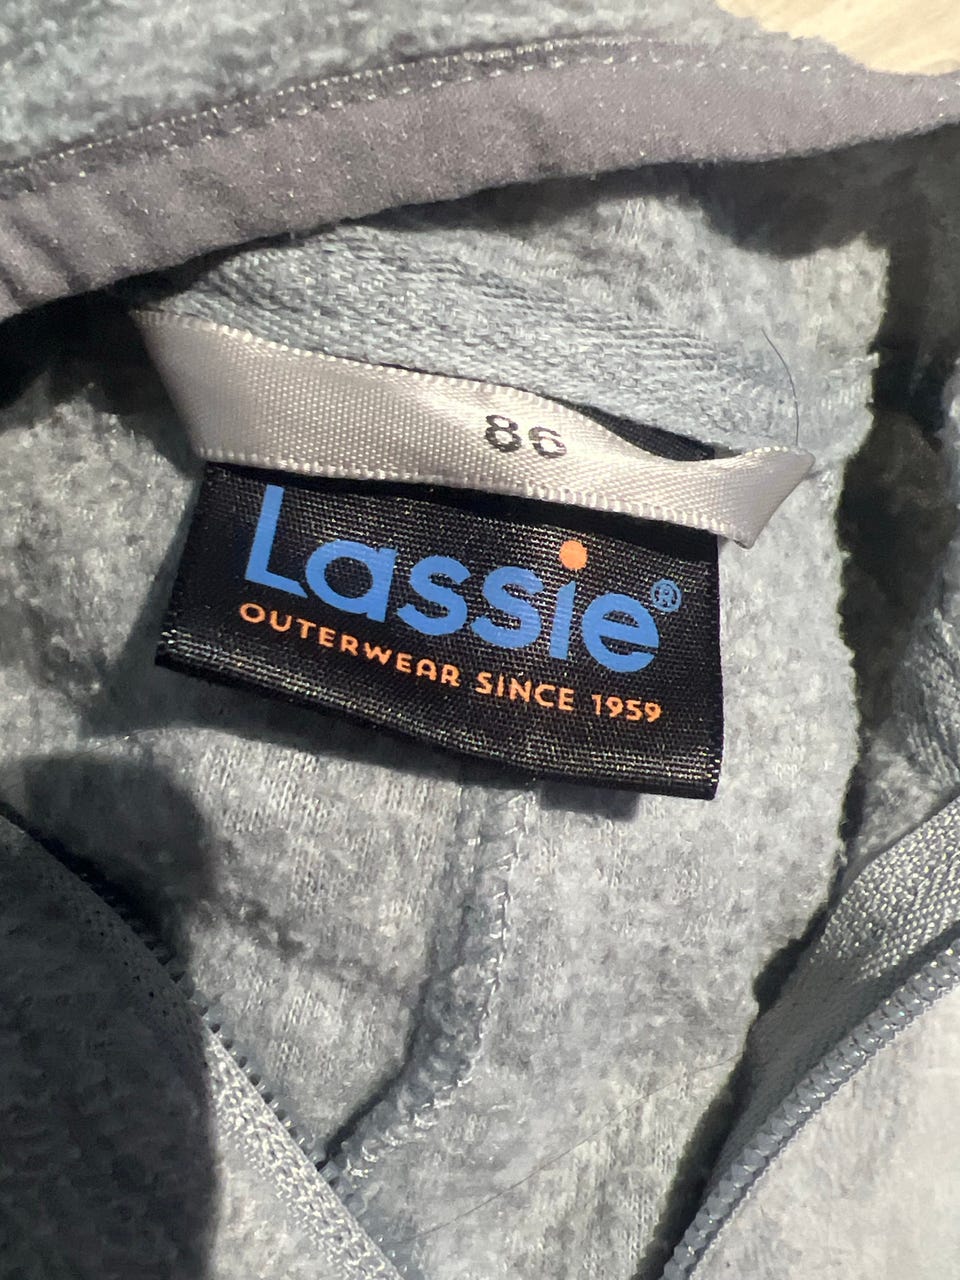 86
Lassie®
OUTERWEAR SINCE 1959